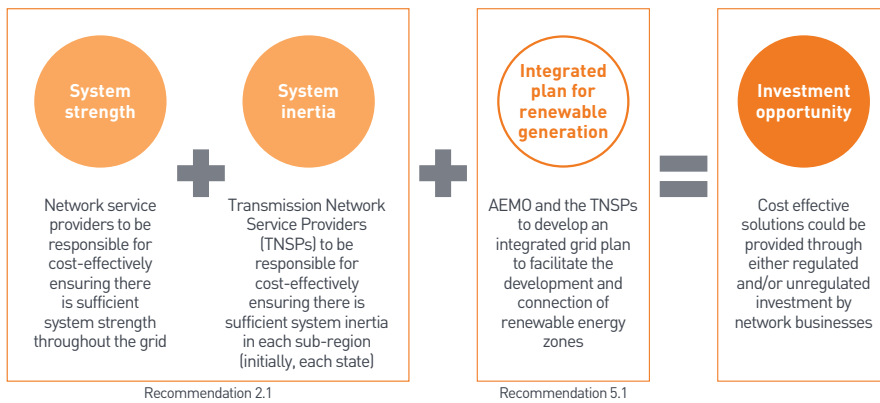 System
strength
System
inertia
Integrated
plan for
renewable
generation
Investment
opportunity
Network service
providers to be
responsible for
cost-effectively
ensuring there
is sufficient
system strength
throughout the grid
Transmission Network
Service Providers
(TNSPs) to be
responsible for
cost-effectively
ensuring there is
sufficient system inertia
in each sub-region
(initially, each state)
AEMO and the TNSPs
to develop an
integrated grid plan
to facilitate the
development and
connection of
renewable energy
zones
Cost effective
solutions could be
provided through
either regulated
and/or unregulated
investment by
network businesses
Recommendation 2.1
Recommendation 5.1